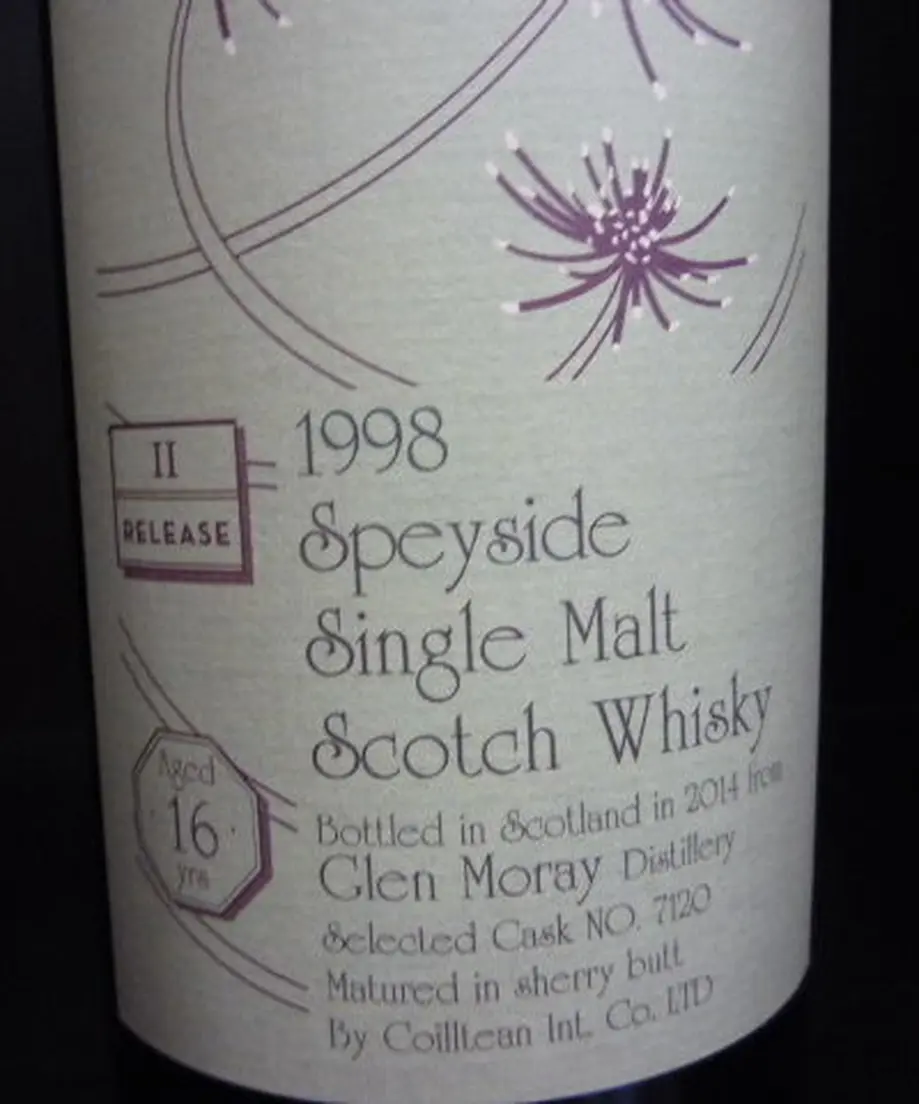 II
RELEASE
1998
Speyside
Single Malt
Scotch Whisky
Aged
16
yrs
Bottled in Scotland in 2014 from
Glen Moray Distillery
Selected Cask NO. 7120
Matured in sherry butt
By Coilltean Int. Co. LTD